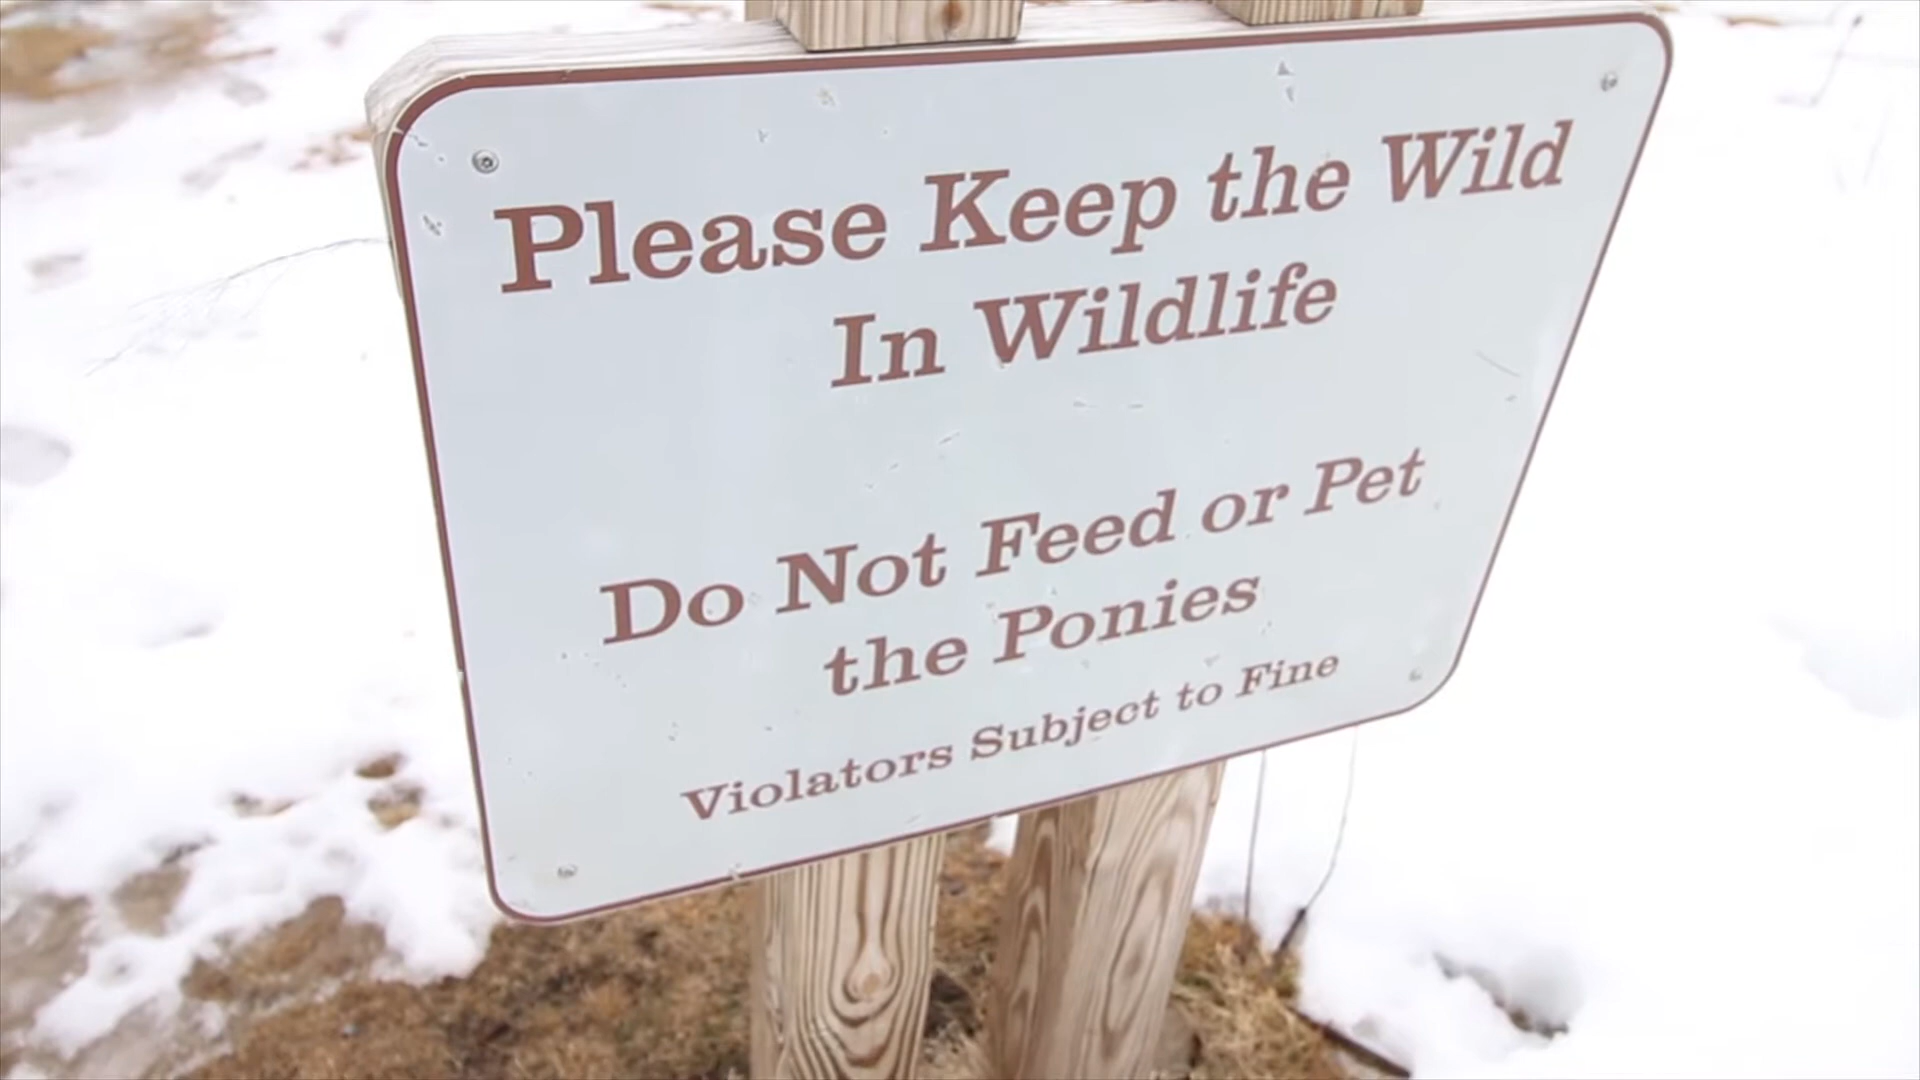 Please Keep the Wild
In Wildlife
Do Not Feed or Pet
the Ponies
Violators Subject to Fine